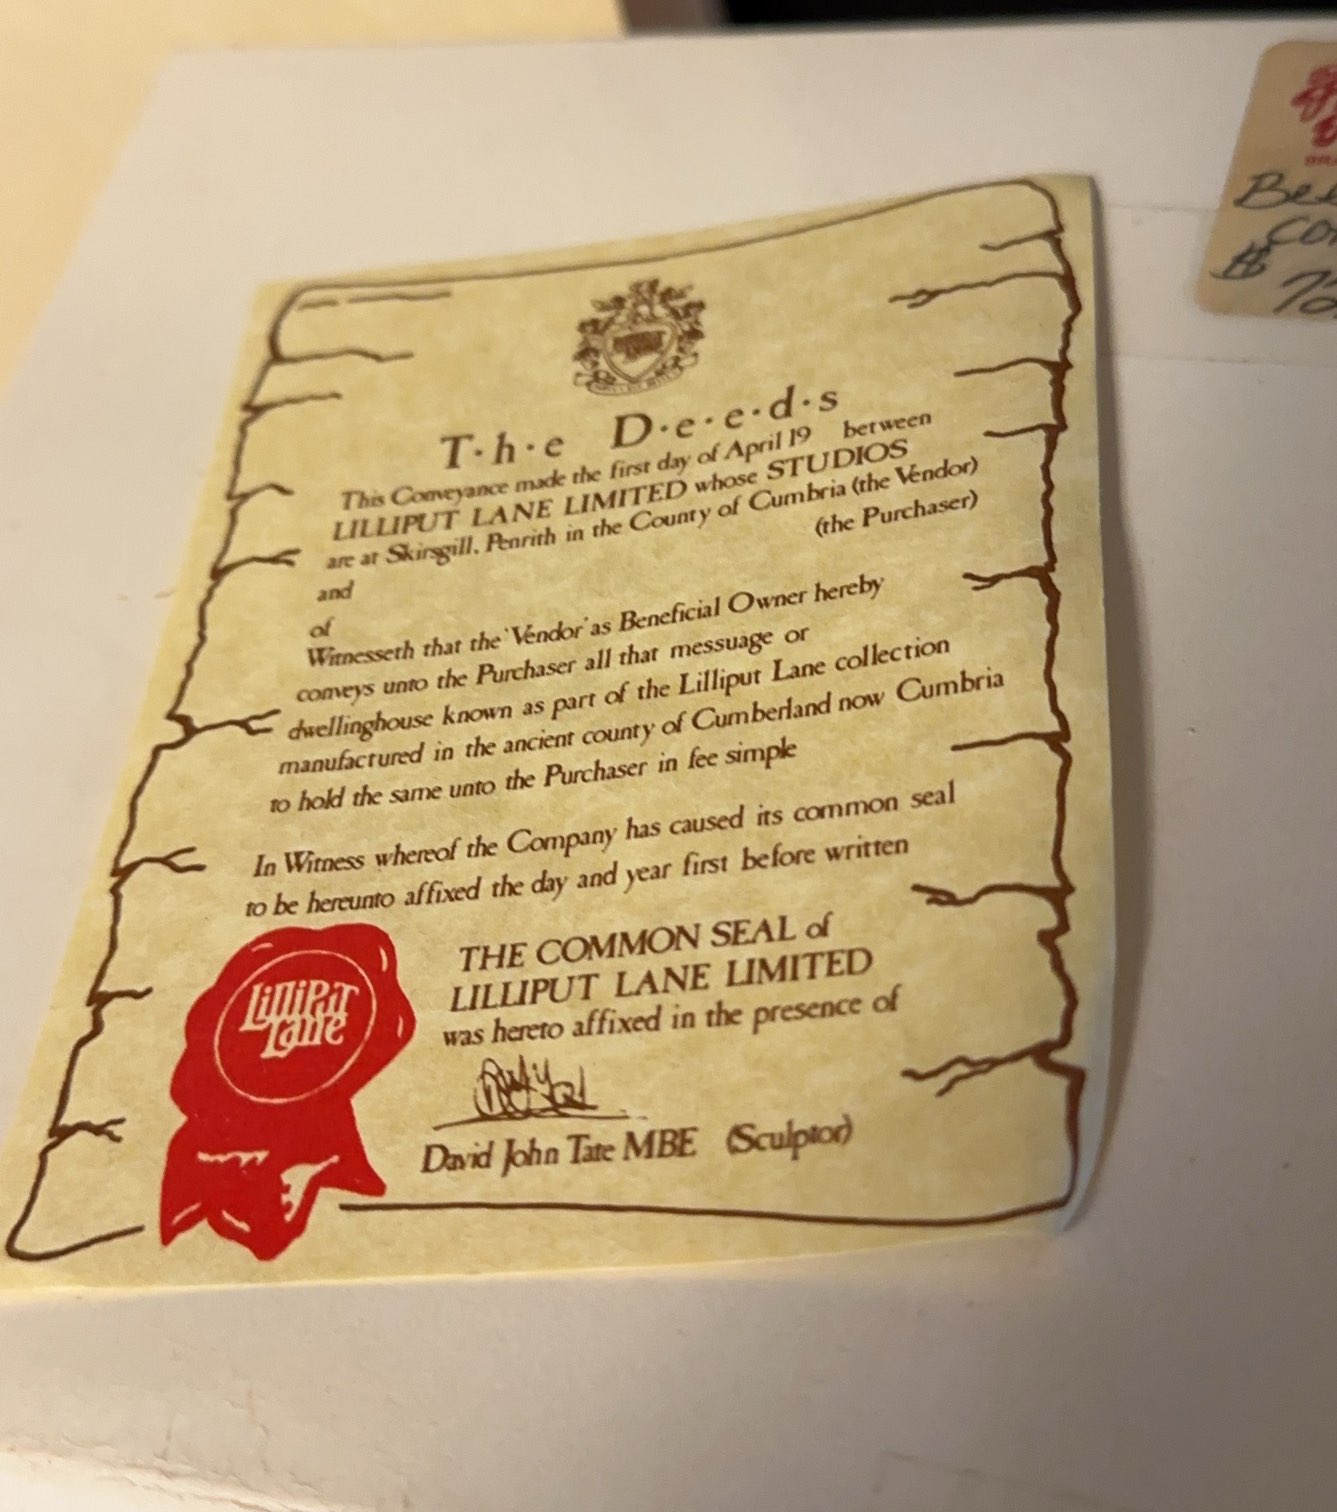 T·h·e D·e·e·d·s
This Conveyance made the first day of April 19 between
LILLIPUT LANE LIMITED whose STUDIOS
are at Skirsgill, Penrith in the County of Cumbria (the Vendor)
and (the Purchaser)
of
Witnesseth that the 'Vendor' as Beneficial Owner hereby
conveys unto the Purchaser all that messuage or
dwellinghouse known as part of the Lilliput Lane collection
manufactured in the ancient county of Cumberland now Cumbria
to hold the same unto the Purchaser in fee simple
In Witness whereof the Company has caused its common seal
to be hereunto affixed the day and year first before written
THE COMMON SEAL of
LILLIPUT LANE LIMITED
was hereto affixed in the presence of
David John Tate MBE (Sculptor)
Lilliput
Lane
$